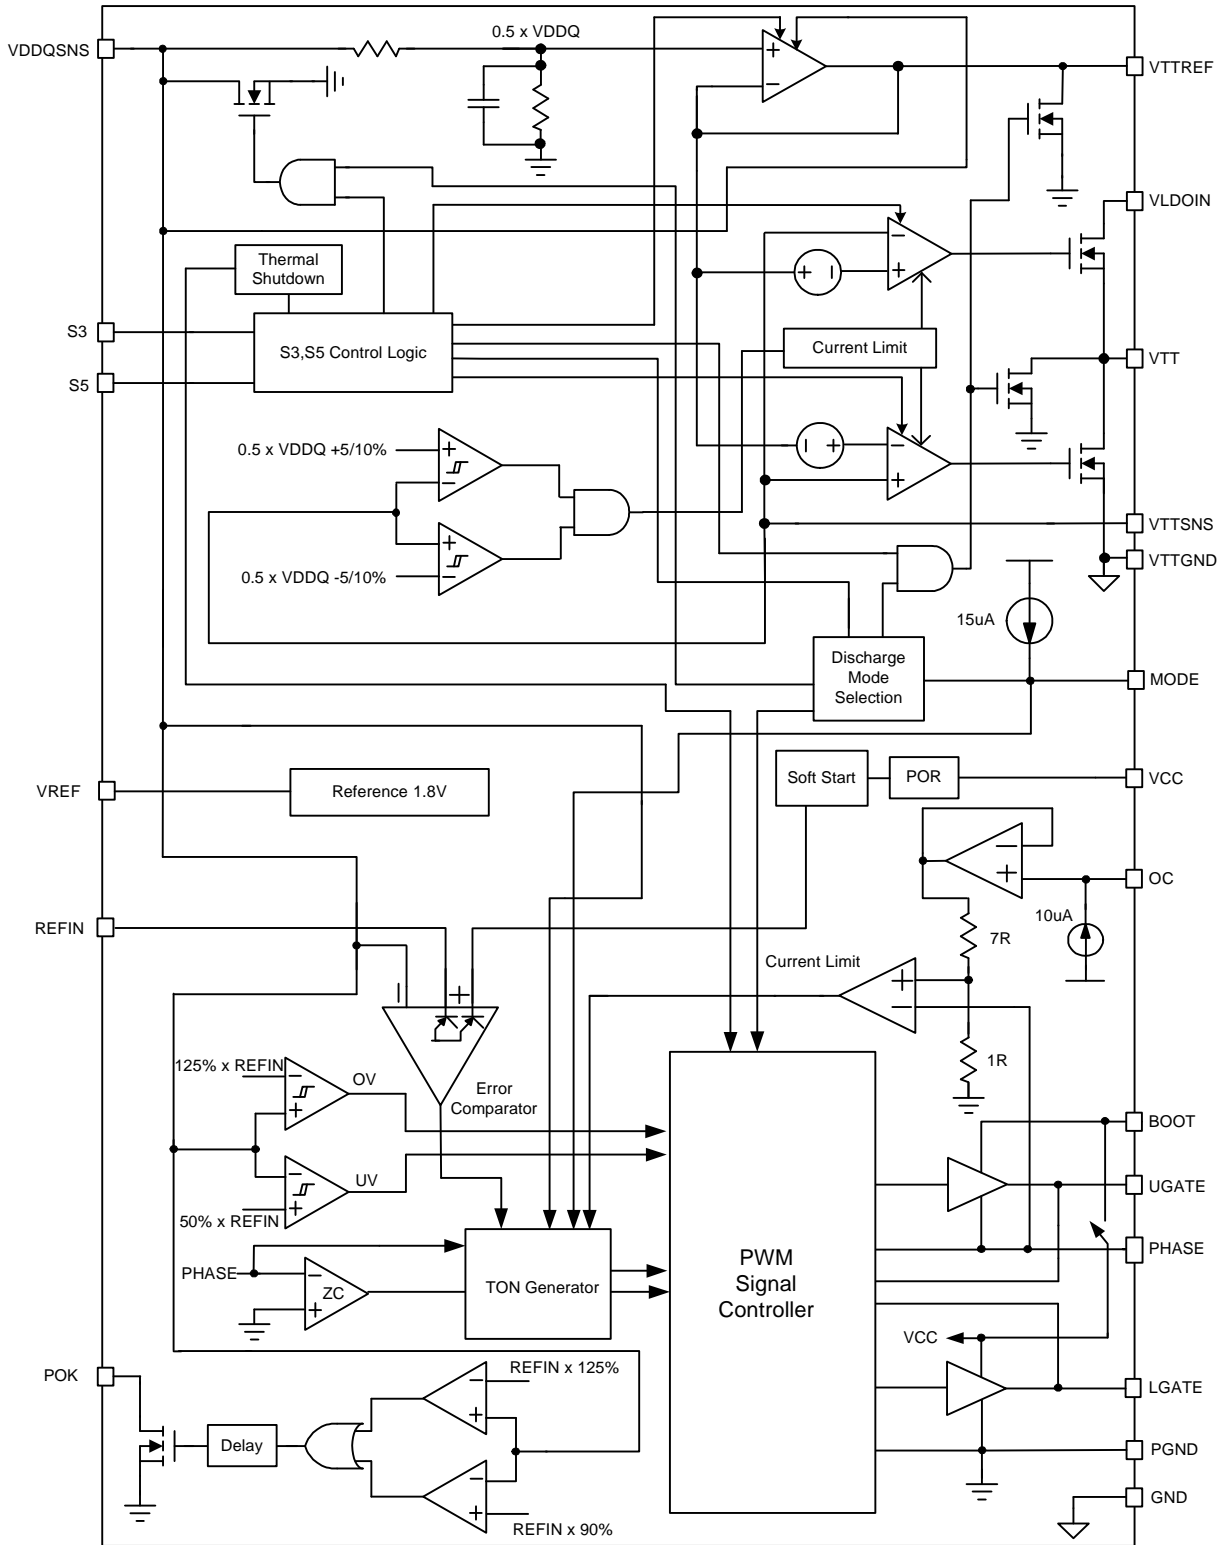 VDDQSNS
0.5 x VDDQ
+
−
VTTREF
VLDOIN
Thermal
Shutdown
−
+
+ −
S3
S5
S3,S5 Control Logic
Current Limit
VTT
0.5 x VDDQ +5/10%
+
−
− +
−
+
0.5 x VDDQ -5/10%
+
−
VTTSNS
VTTGND
15uA
Discharge
Mode
Selection
MODE
VREF
Reference 1.8V
Soft Start
POR
VCC
−
+
OC
REFIN
10uA
7R
Current Limit
+
−
− +
1R
Error
Comparator
125% x REFIN
−
+
OV
50% x REFIN
−
+
UV
BOOT
UGATE
PHASE
PHASE
−
+
ZC
TON Generator
PWM
Signal
Controller
VCC
LGATE
POK
REFIN x 125%
−
+
Delay
−
+
REFIN x 90%
PGND
GND